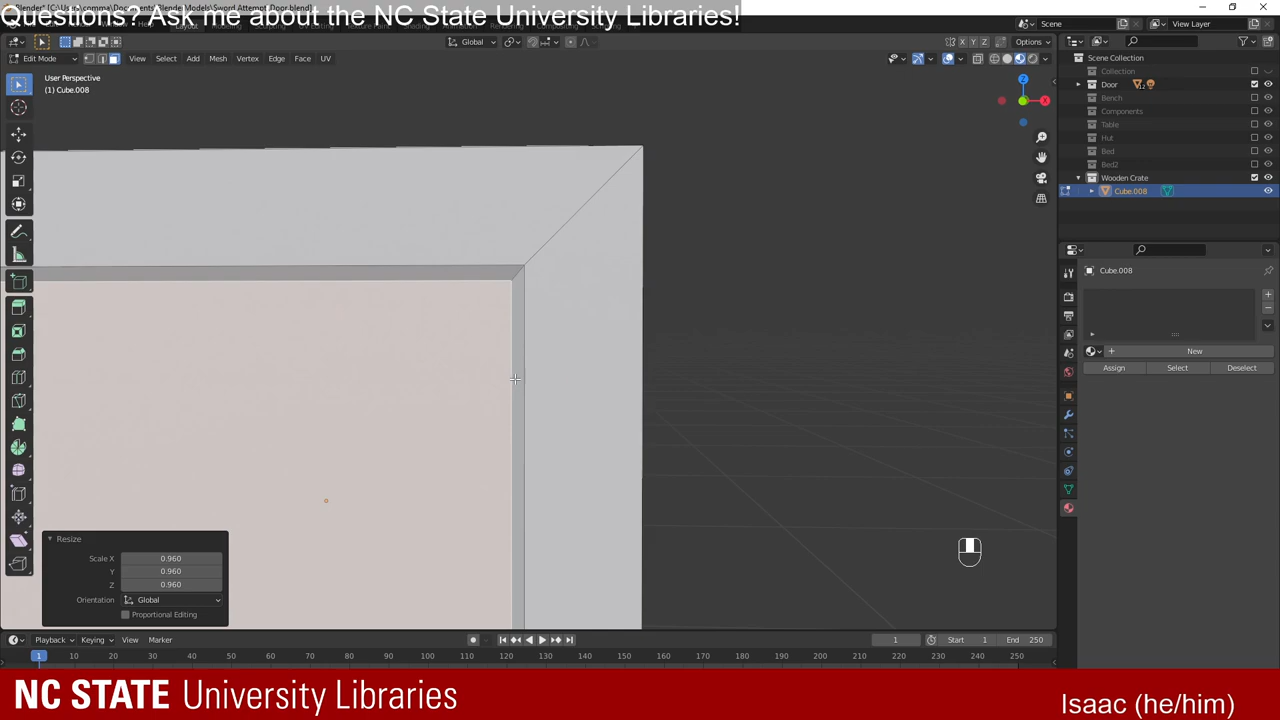 Questions? Ask me about the NC State University Libraries!
Scene
View Layer
Global
Options
Edit Mode
View
Select
Add
Mesh
Vertex
Edge
Face
UV
X
Y
Z
User Perspective
(1) Cube.008
Z
X
Scene Collection
Collection
Door
12
Bench
Components
Table
Hut
Bed
Bed2
Wooden Crate
Cube.008
Cube.008
New
Assign
Select
Deselect
Resize
Scale X
0.960
Y
0.960
Z
0.960
Orientation
Global
Proportional Editing
Playback
Keying
View
Marker
1
Start
1
End
250
1
10
20
30
40
50
60
70
80
90
100
110
120
130
140
150
160
170
180
190
200
210
220
230
240
250
NC STATE University Libraries
Isaac (he/him)